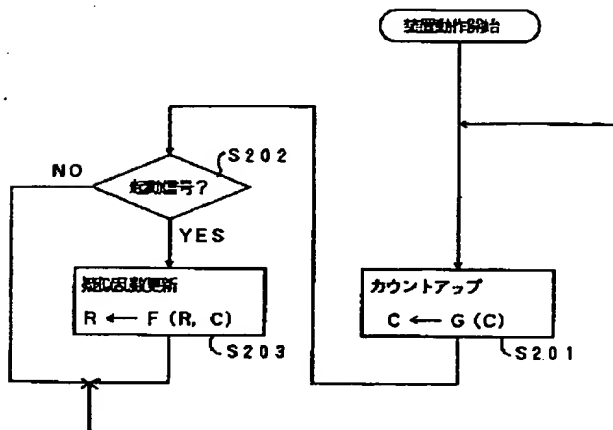 装置動作開始
S202
NO
起動信号?
YES
疑似乱数更新
R ← F (R, C)
S203
カウントアップ
C ← G (C)
S201